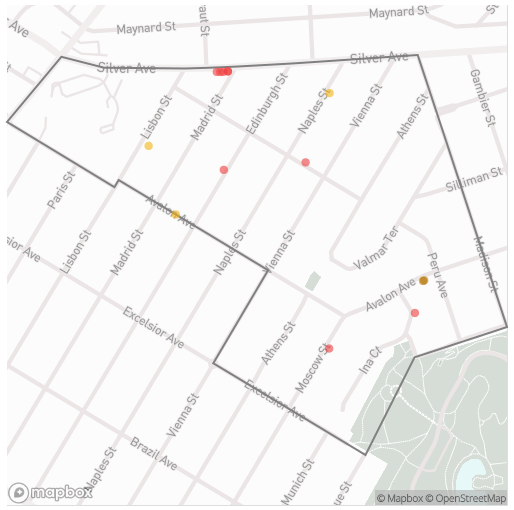 Maynard St
Maynard St
Ave
aut St
Silver Ave
Silver Ave
Gambier St
Lisbon St
Madrid St
Edinburgh St
Naples St
Vienna St
Athens St
Silliman St
Paris St
Avalon Ave
Lisbon St
Madrid St
Naples St
Vienna St
Valmar Ter
Peru Ave
Madison St
elsior Ave
Avalon Ave
Excelsior Ave
Athens St
Moscow St
Ina Ct
Excelsior Ave
Vienna St
Brazil Ave
Naples St
Munich St
ue St
mapbox
© Mapbox © OpenStreetMap